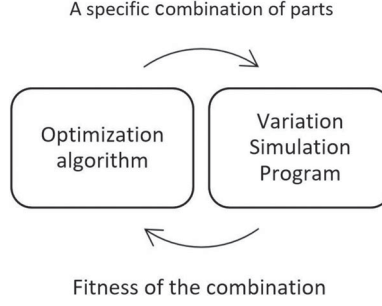 A specific combination of parts
Optimization
algorithm
Variation
Simulation
Program
Fitness of the combination